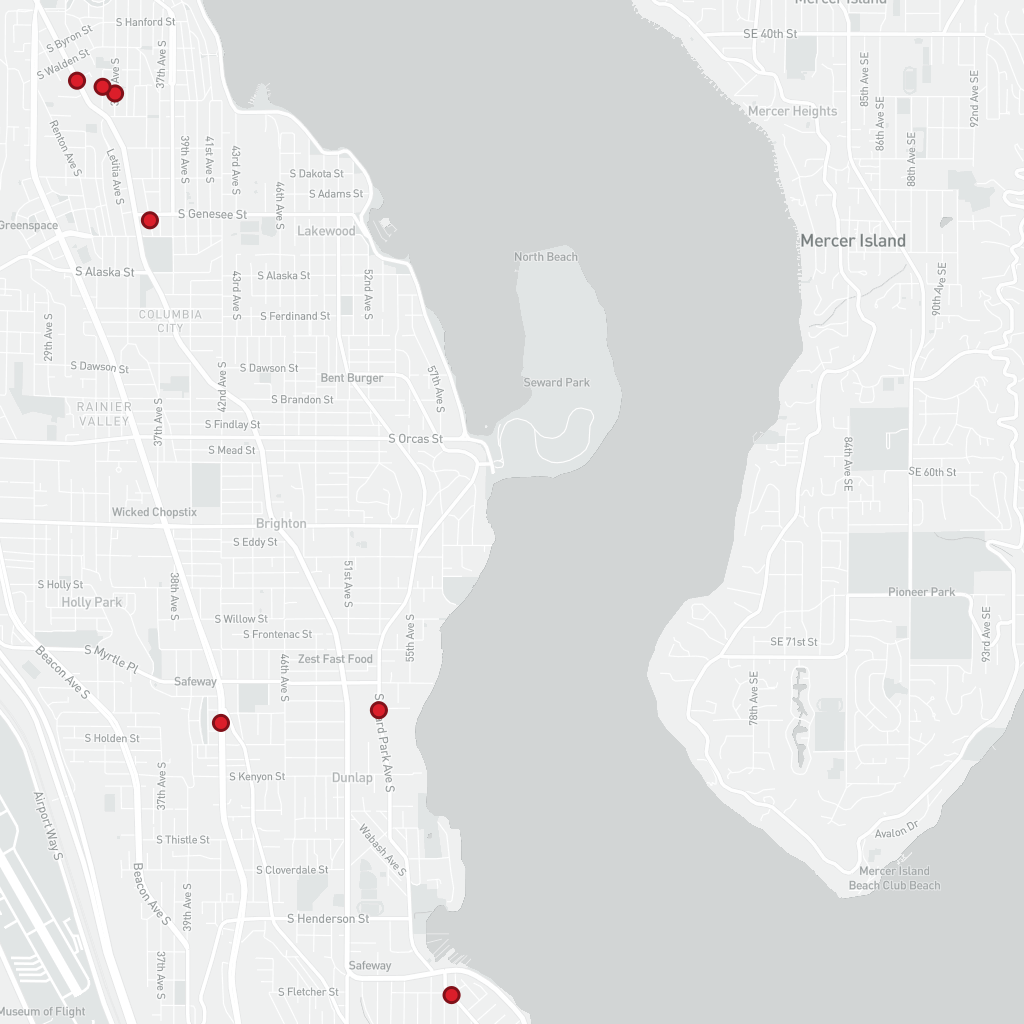 Mercer Island
S Hanford St
SE 40th St
S Byron St
S Walden St
37th Ave S
Ave S
85th Ave SE
92nd Ave SE
86th Ave SE
Mercer Heights
Renton Ave S
Letitia Ave S
39th Ave S
41st Ave S
43rd Ave S
46th Ave S
88th Ave SE
S Dakota St
S Adams St
S Genesee St
Greenspace
Lakewood
Mercer Island
North Beach
S Alaska St
S Alaska St
43rd Ave S
52nd Ave S
90th Ave SE
COLUMBIA
CITY
S Ferdinand St
29th Ave S
S Dawson St
S Dawson St
Bent Burger
57th Ave S
Seward Park
42nd Ave S
S Brandon St
RAINIER
VALLEY
37th Ave S
S Findlay St
S Orcas St
S Mead St
84th Ave SE
SE 60th St
Wicked Chopstix
Brighton
S Eddy St
S Holly St
Holly Park
38th Ave S
51st Ave S
Pioneer Park
S Willow St
S Frontenac St
55th Ave S
SE 71st St
93rd Ave SE
S Myrtle Pl
Zest Fast Food
Beacon Ave S
Safeway
46th Ave S
78th Ave SE
ard Park Ave S
S Holden St
S Kenyon St
Dunlap
37th Ave S
Airport Way S
S Thistle St
Wabash Ave S
Avalon Dr
Beacon Ave S
S Cloverdale St
Mercer Island
Beach Club Beach
39th Ave S
S Henderson St
37th Ave S
Safeway
S Fletcher St
Museum of Flight